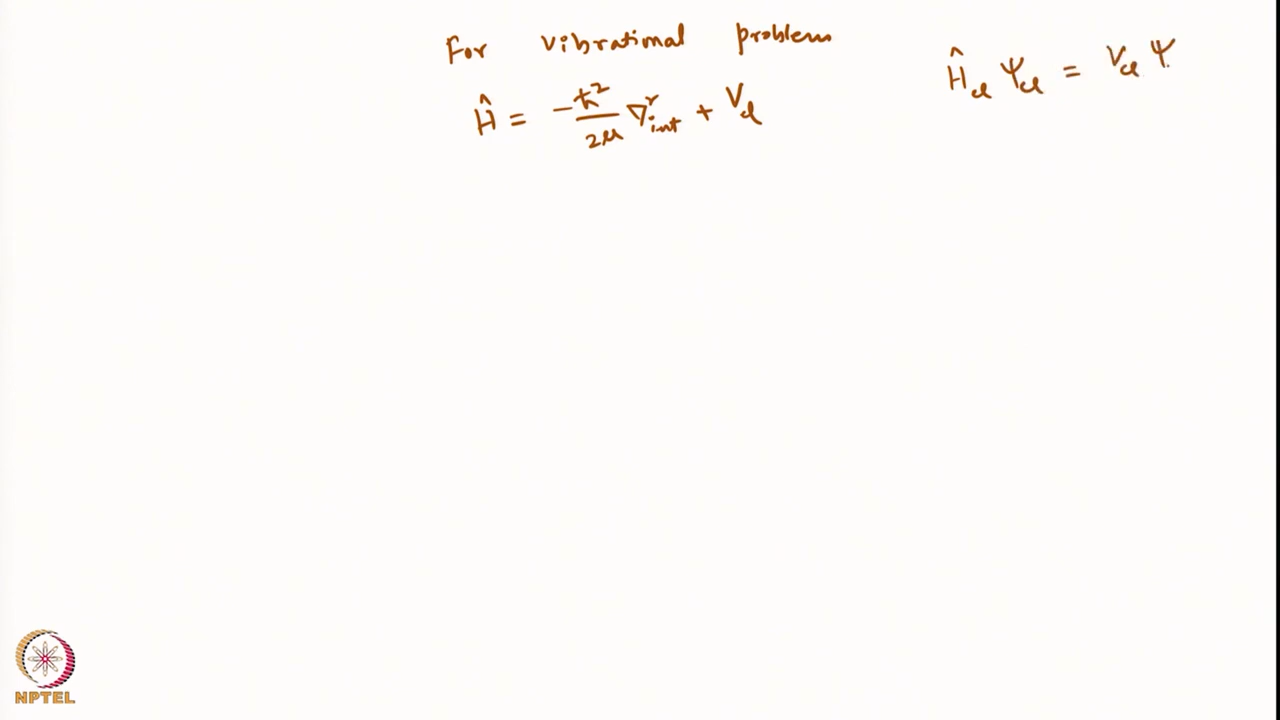 For vibrational problem
Ĥ = -ħ²/2μ ∇²int + Vel
Ĥel Ψel = Vel Ψ
NPTEL